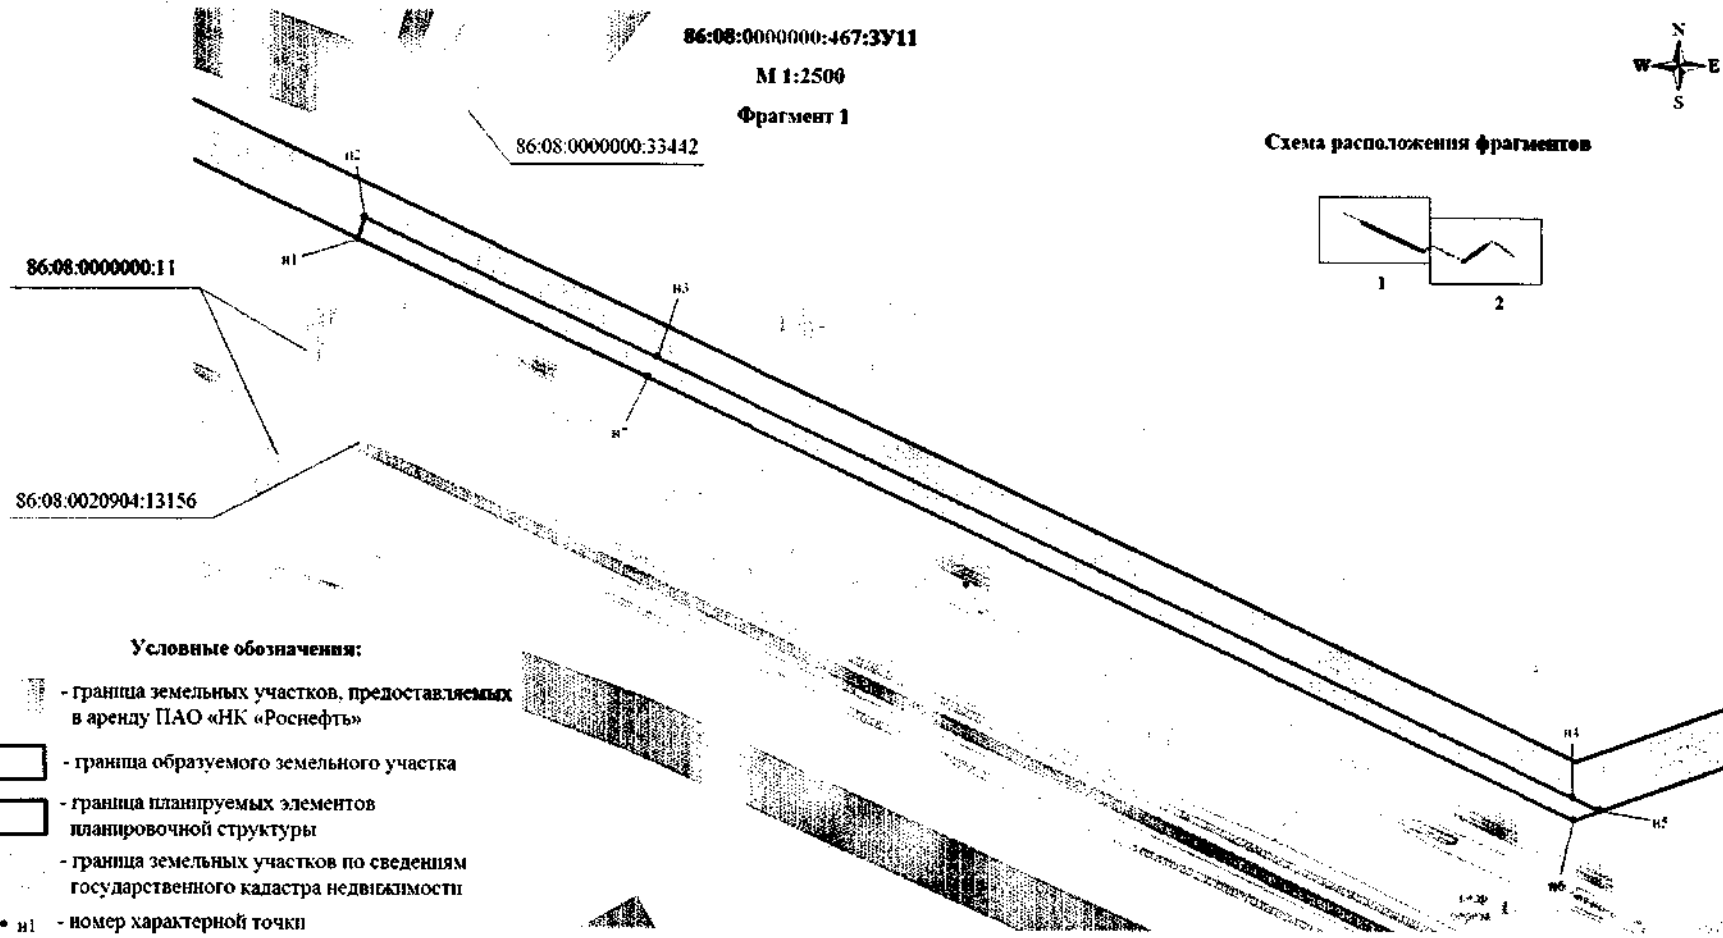 86:08:0000000:467:ЗУ11
М 1:2500
Фрагмент 1
N
W E
S
86:08:0000000:33442
Схема расположения фрагментов
1
2
н2
н1
86:08:0000000:11
н3
н7
86:08:0020904:13156
Условные обозначения:
- граница земельных участков, предоставляемых
в аренду ПАО «НК «Роснефть»
- граница образуемого земельного участка
- граница планируемых элементов
планировочной структуры
- граница земельных участков по сведениям
государственного кадастра недвижимости
н1 - номер характерной точки
н4
н5
н6